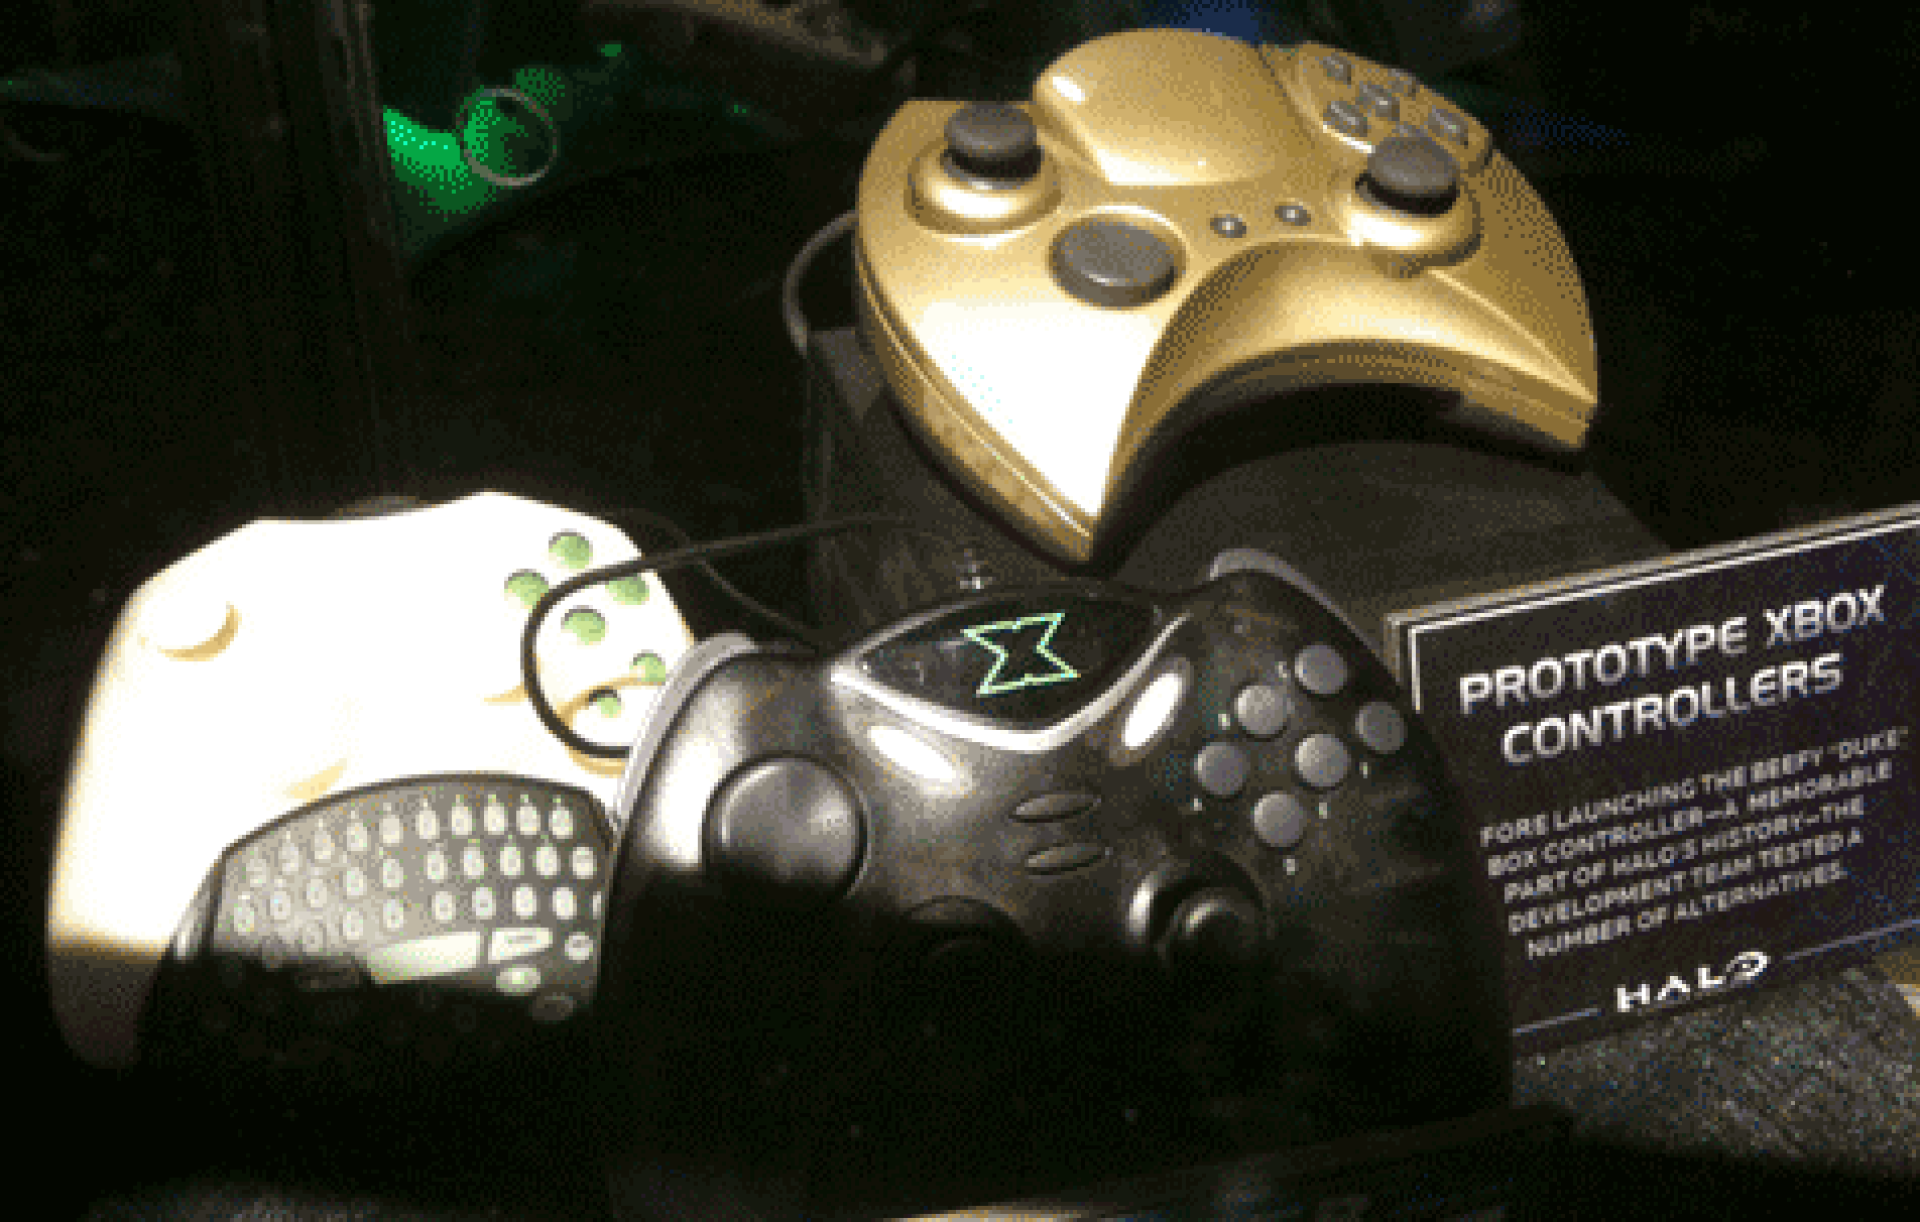 PROTOTYPE XBOX
CONTROLLERS
FORE LAUNCHING THE BEEFY "DUKE"
BOX CONTROLLER—A MEMORABLE
PART OF HALO'S HISTORY—THE
DEVELOPMENT TEAM TESTED A
NUMBER OF ALTERNATIVES.
HALO